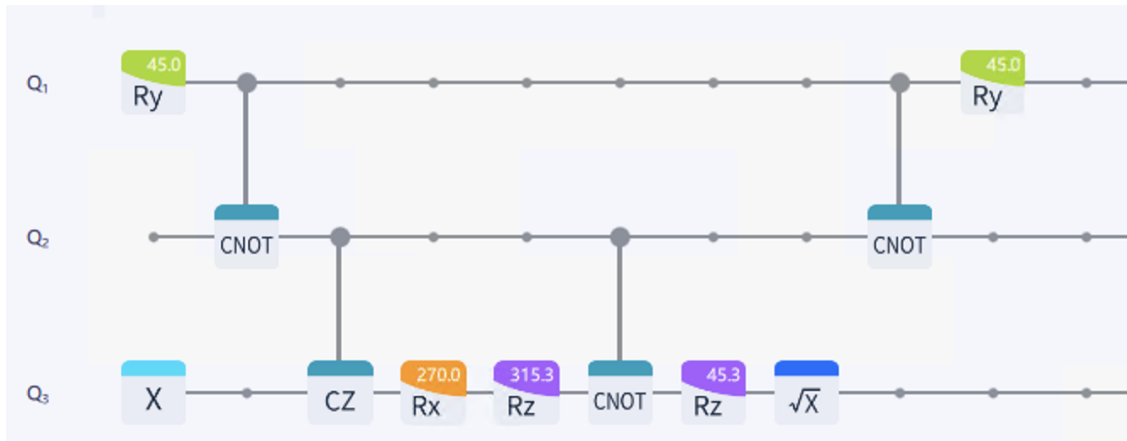 45.0 45.0
Q₁ Ry Ry
Q₂ CNOT CNOT
270.0 315.3 45.3
Q₃ X CZ Rx Rz CNOT Rz √X